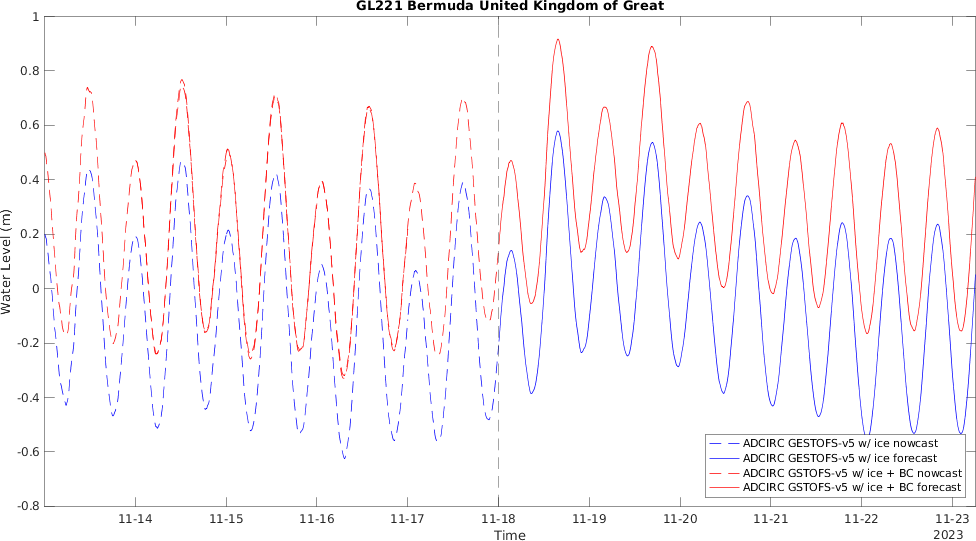 GL221 Bermuda United Kingdom of Great
Water Level (m)
1
0.8
0.6
0.4
0.2
0
-0.2
-0.4
-0.6
-0.8
ADCIRC GESTOFS-v5 w/ ice nowcast
ADCIRC GESTOFS-v5 w/ ice forecast
ADCIRC GSTOFS-v5 w/ ice + BC nowcast
ADCIRC GSTOFS-v5 w/ ice + BC forecast
11-14 11-15 11-16 11-17 11-18 11-19 11-20 11-21 11-22 11-23
Time 2023